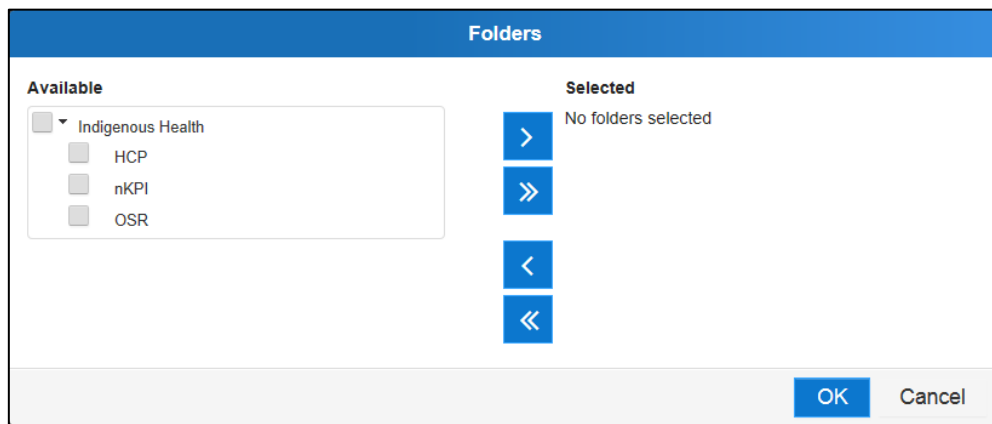 Folders
Available
Indigenous Health
HCP
nKPI
OSR
Selected
No folders selected
OK
Cancel